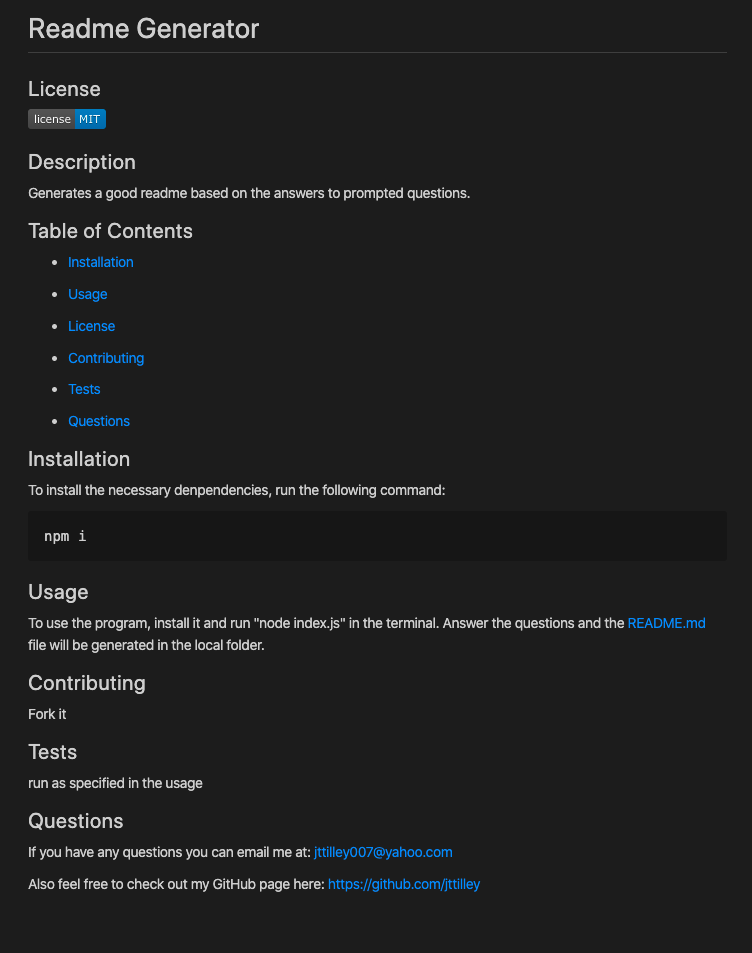 Readme Generator
License
license MIT
Description
Generates a good readme based on the answers to prompted questions.
Table of Contents
Installation
Usage
License
Contributing
Tests
Questions
Installation
To install the necessary denpendencies, run the following command:
npm i
Usage
To use the program, install it and run "node index.js" in the terminal. Answer the questions and the README.md
file will be generated in the local folder.
Contributing
Fork it
Tests
run as specified in the usage
Questions
If you have any questions you can email me at: jttilley007@yahoo.com
Also feel free to check out my GitHub page here: https://github.com/jttilley